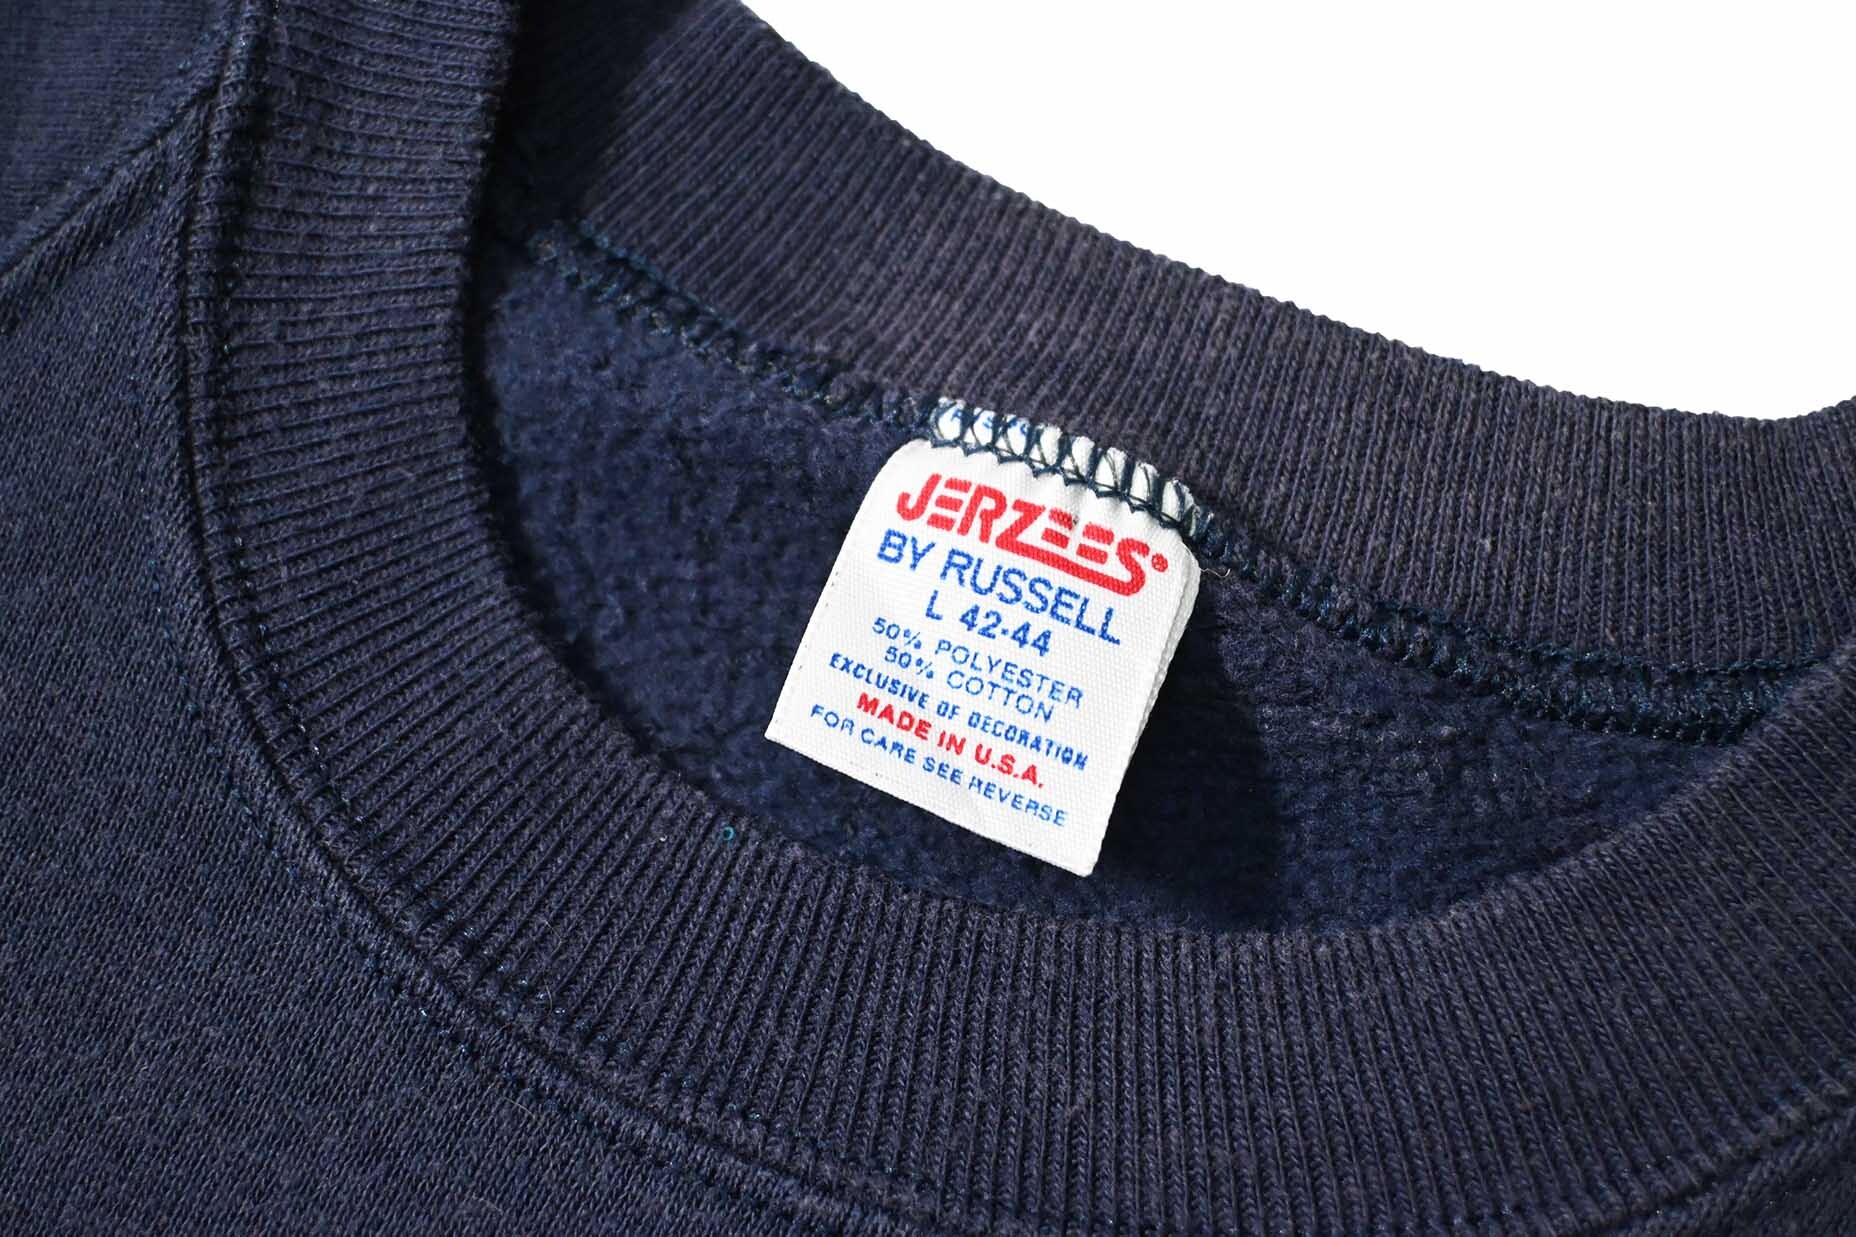 JERZEES®
BY RUSSELL
L 42-44
50% POLYESTER
50% COTTON
EXCLUSIVE OF DECORATION
MADE IN U.S.A.
FOR CARE SEE REVERSE